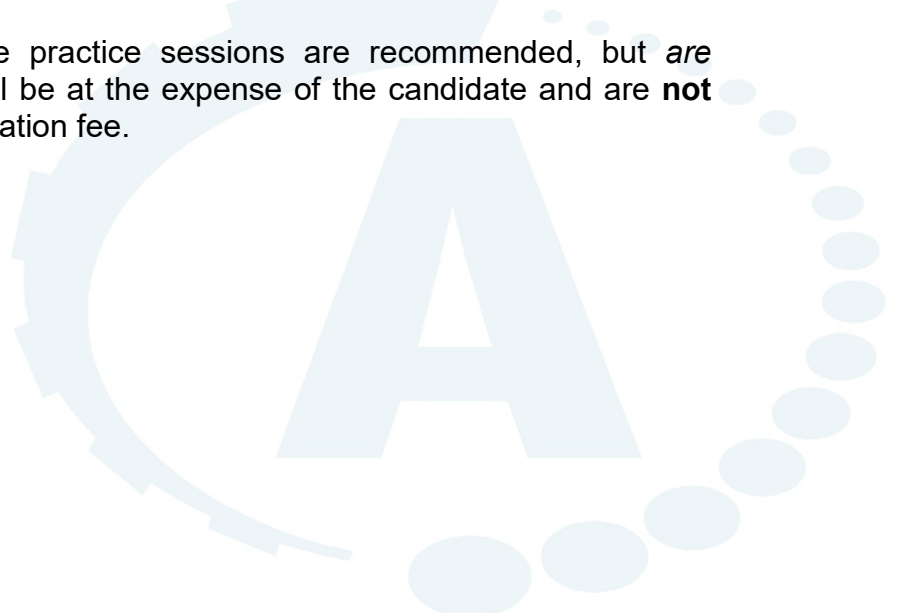 e practice sessions are recommended, but are
l be at the expense of the candidate and are not
ation fee.
A